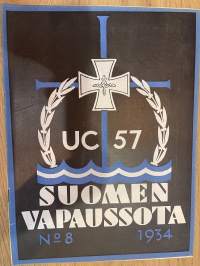 UC 57
SUOMEN
VAPAUSSOTA
No 8 1934